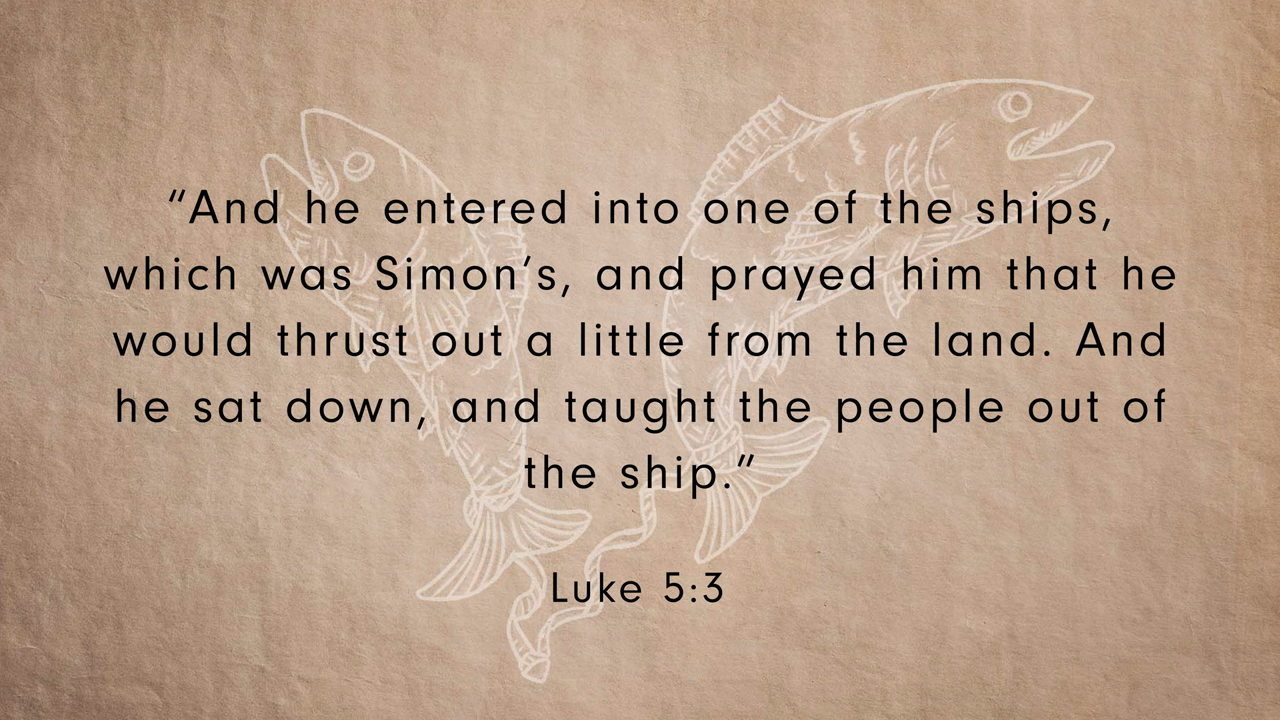 “And he entered into one of the ships,
which was Simon’s, and prayed him that he
would thrust out a little from the land. And
he sat down, and taught the people out of
the ship.”
Luke 5:3